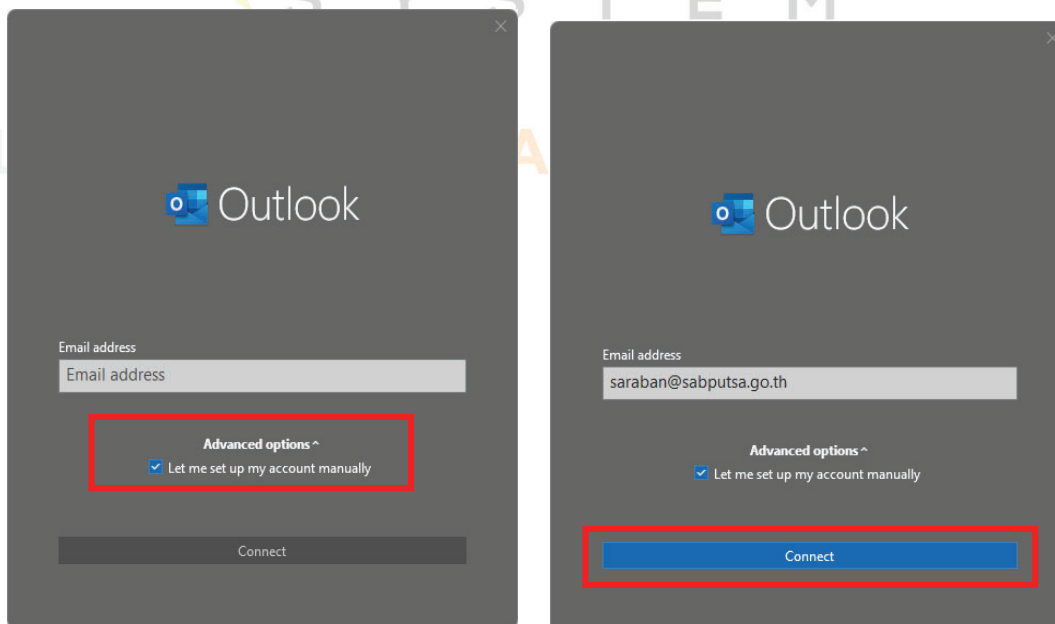 S Y S T E M
Outlook
Email address
Email address
Advanced options ^
Let me set up my account manually
Connect
A
Outlook
Email address
saraban@sabputsa.go.th
Advanced options ^
Let me set up my account manually
Connect